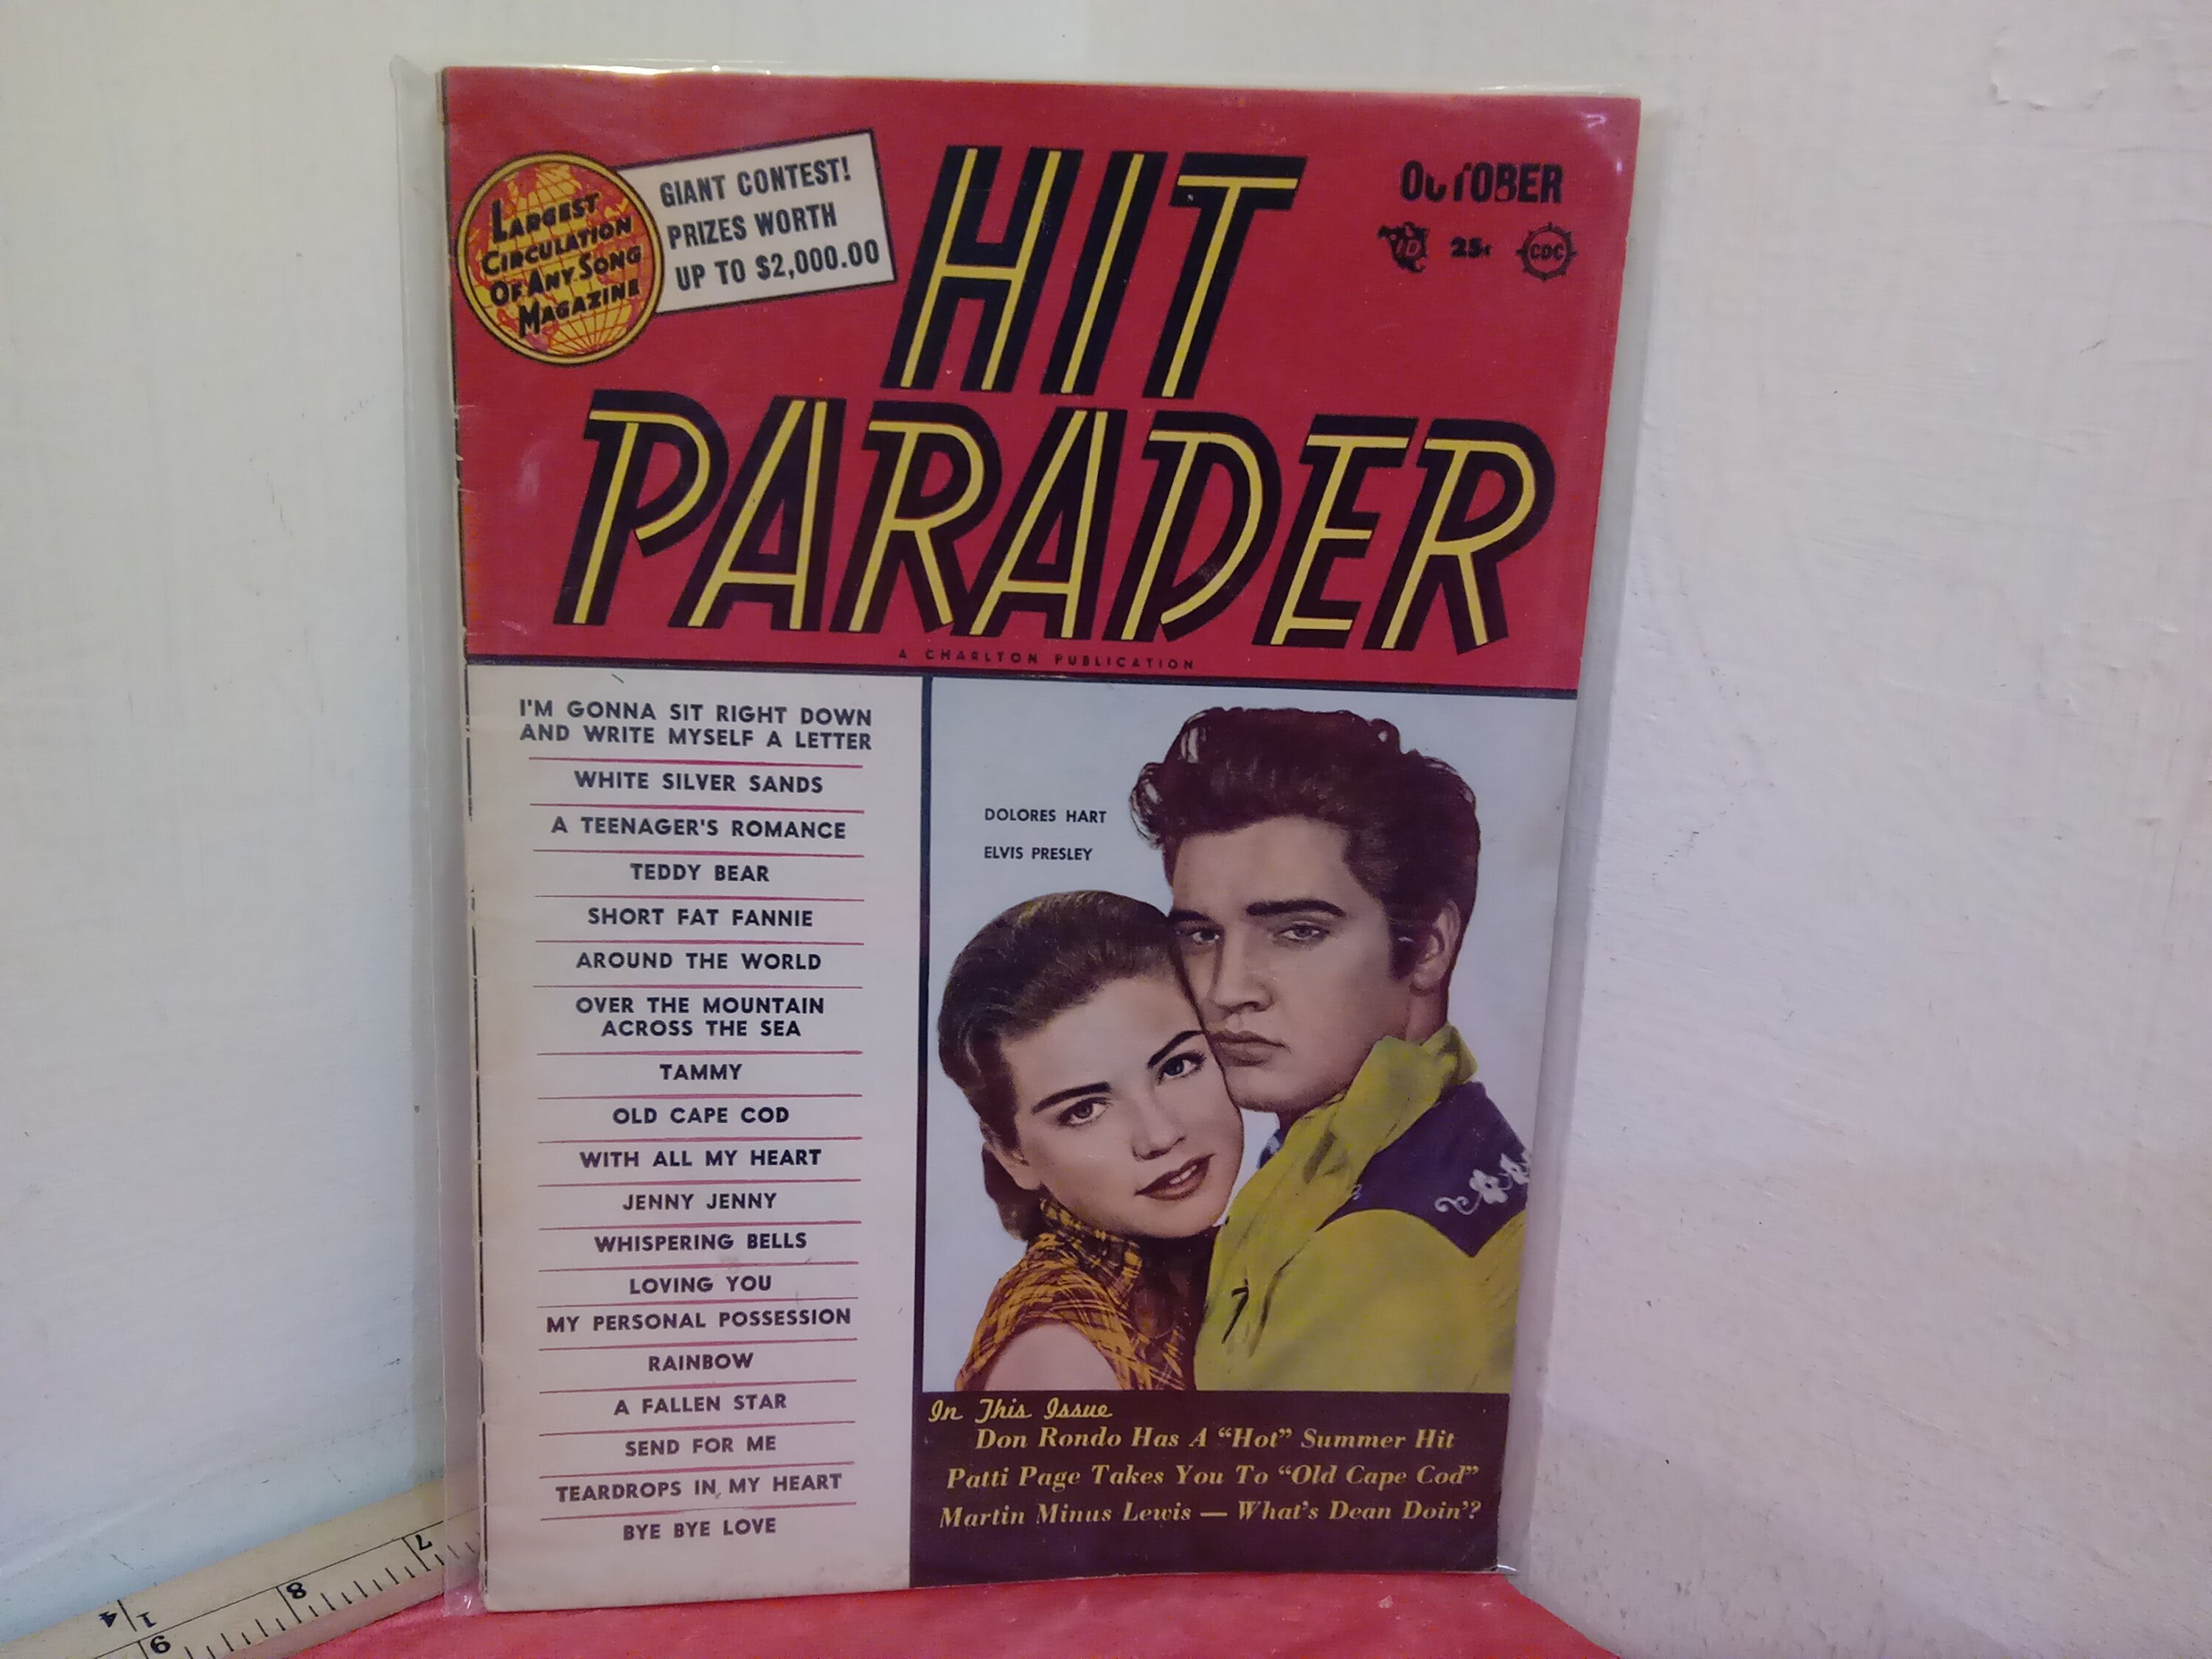 LARGEST
CIRCULATION
OF ANY SONG
MAGAZINE
GIANT CONTEST!
PRIZES WORTH
UP TO $2,000.00
HIT
PARADER
OCTOBER
ID 25¢ CDC
A CHARLTON PUBLICATION
I'M GONNA SIT RIGHT DOWN
AND WRITE MYSELF A LETTER
WHITE SILVER SANDS
A TEENAGER'S ROMANCE
TEDDY BEAR
SHORT FAT FANNIE
AROUND THE WORLD
OVER THE MOUNTAIN
ACROSS THE SEA
TAMMY
OLD CAPE COD
WITH ALL MY HEART
JENNY JENNY
WHISPERING BELLS
LOVING YOU
MY PERSONAL POSSESSION
RAINBOW
A FALLEN STAR
SEND FOR ME
TEARDROPS IN MY HEART
BYE BYE LOVE
DOLORES HART
ELVIS PRESLEY
In This Issue
Don Rondo Has A "Hot" Summer Hit
Patti Page Takes You To "Old Cape Cod"
Martin Minus Lewis — What's Dean Doin'?
7
8
9
1/4